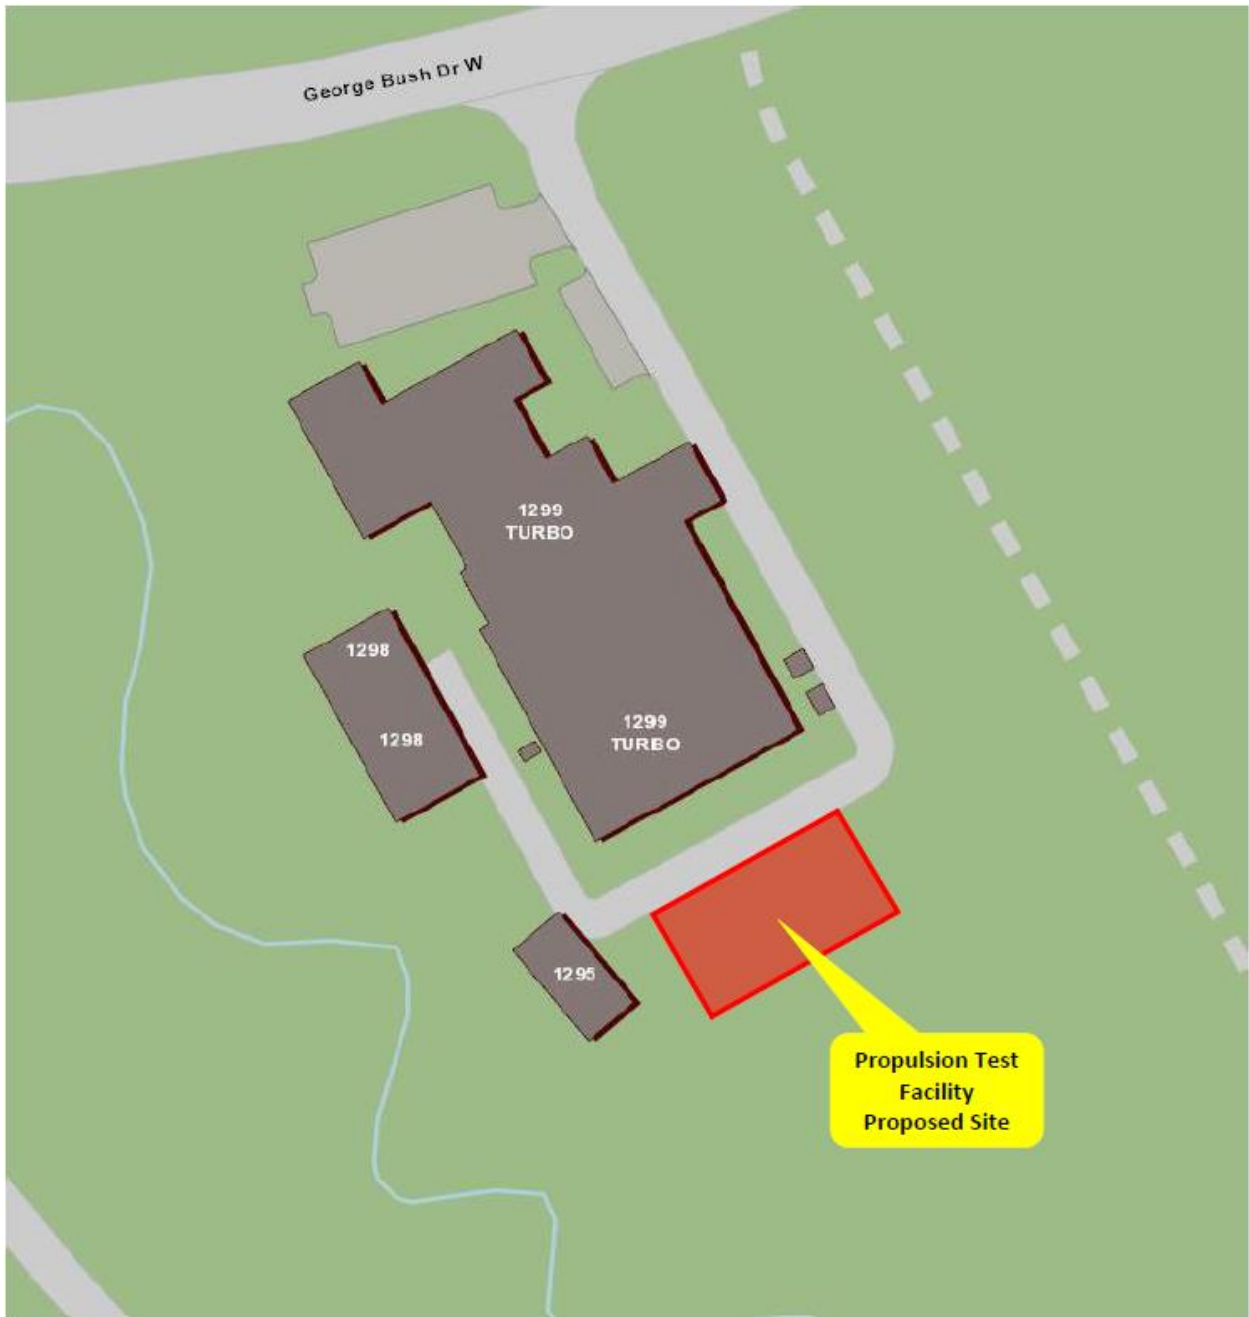 George Bush Dr W
1299
TURBO
1298
1298
1299
TURBO
1295
Propulsion Test
Facility
Proposed Site